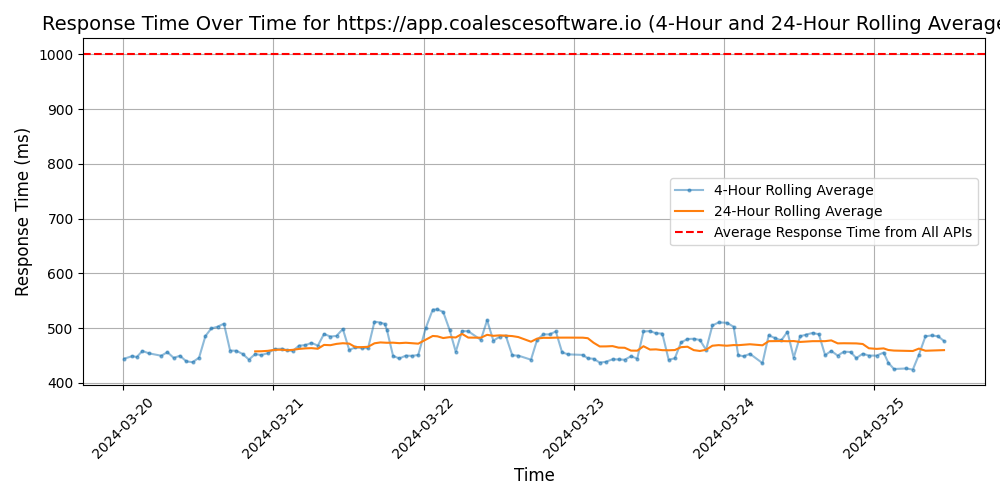 Response Time Over Time for https://app.coalescesoftware.io (4-Hour and 24-Hour Rolling Average
Response Time (ms)
1000
900
800
700
600
500
400
4-Hour Rolling Average
24-Hour Rolling Average
Average Response Time from All APIs
2024-03-20
2024-03-21
2024-03-22
2024-03-23
2024-03-24
2024-03-25
Time